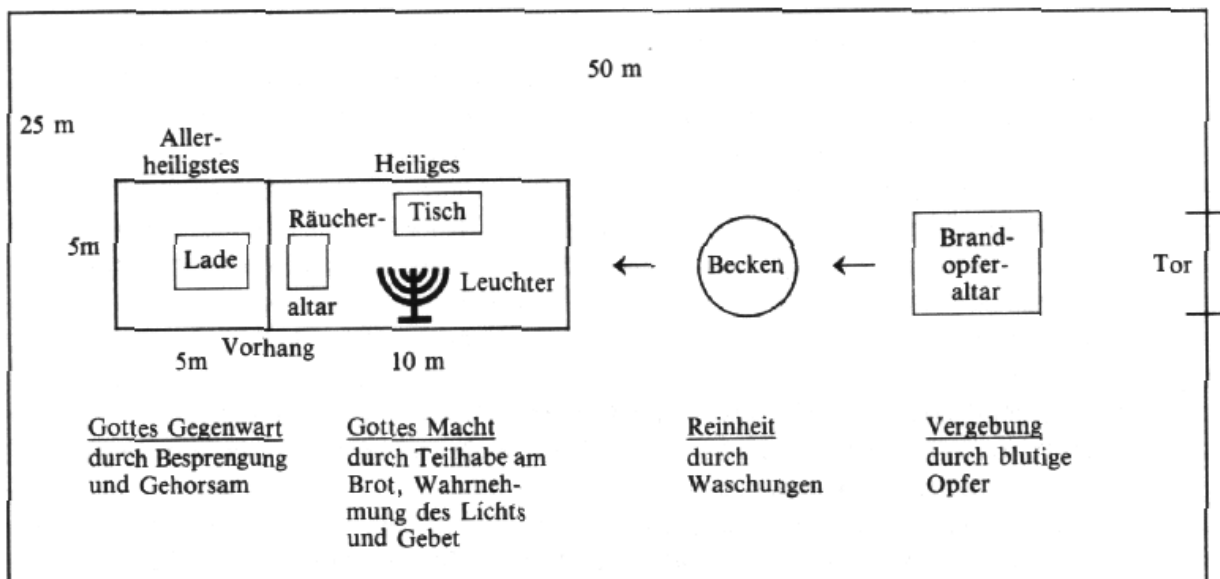 50 m
25 m
Aller-
heiligstes
Heiliges
Räucher-
Tisch
5m
Lade
Leuchter
altar
Becken
Brand-
opfer-
altar
Tor
Vorhang
5m
10 m
Gottes Gegenwart
durch Besprengung
und Gehorsam
Gottes Macht
durch Teilhabe am
Brot, Wahrneh-
mung des Lichts
und Gebet
Reinheit
durch
Waschungen
Vergebung
durch blutige
Opfer